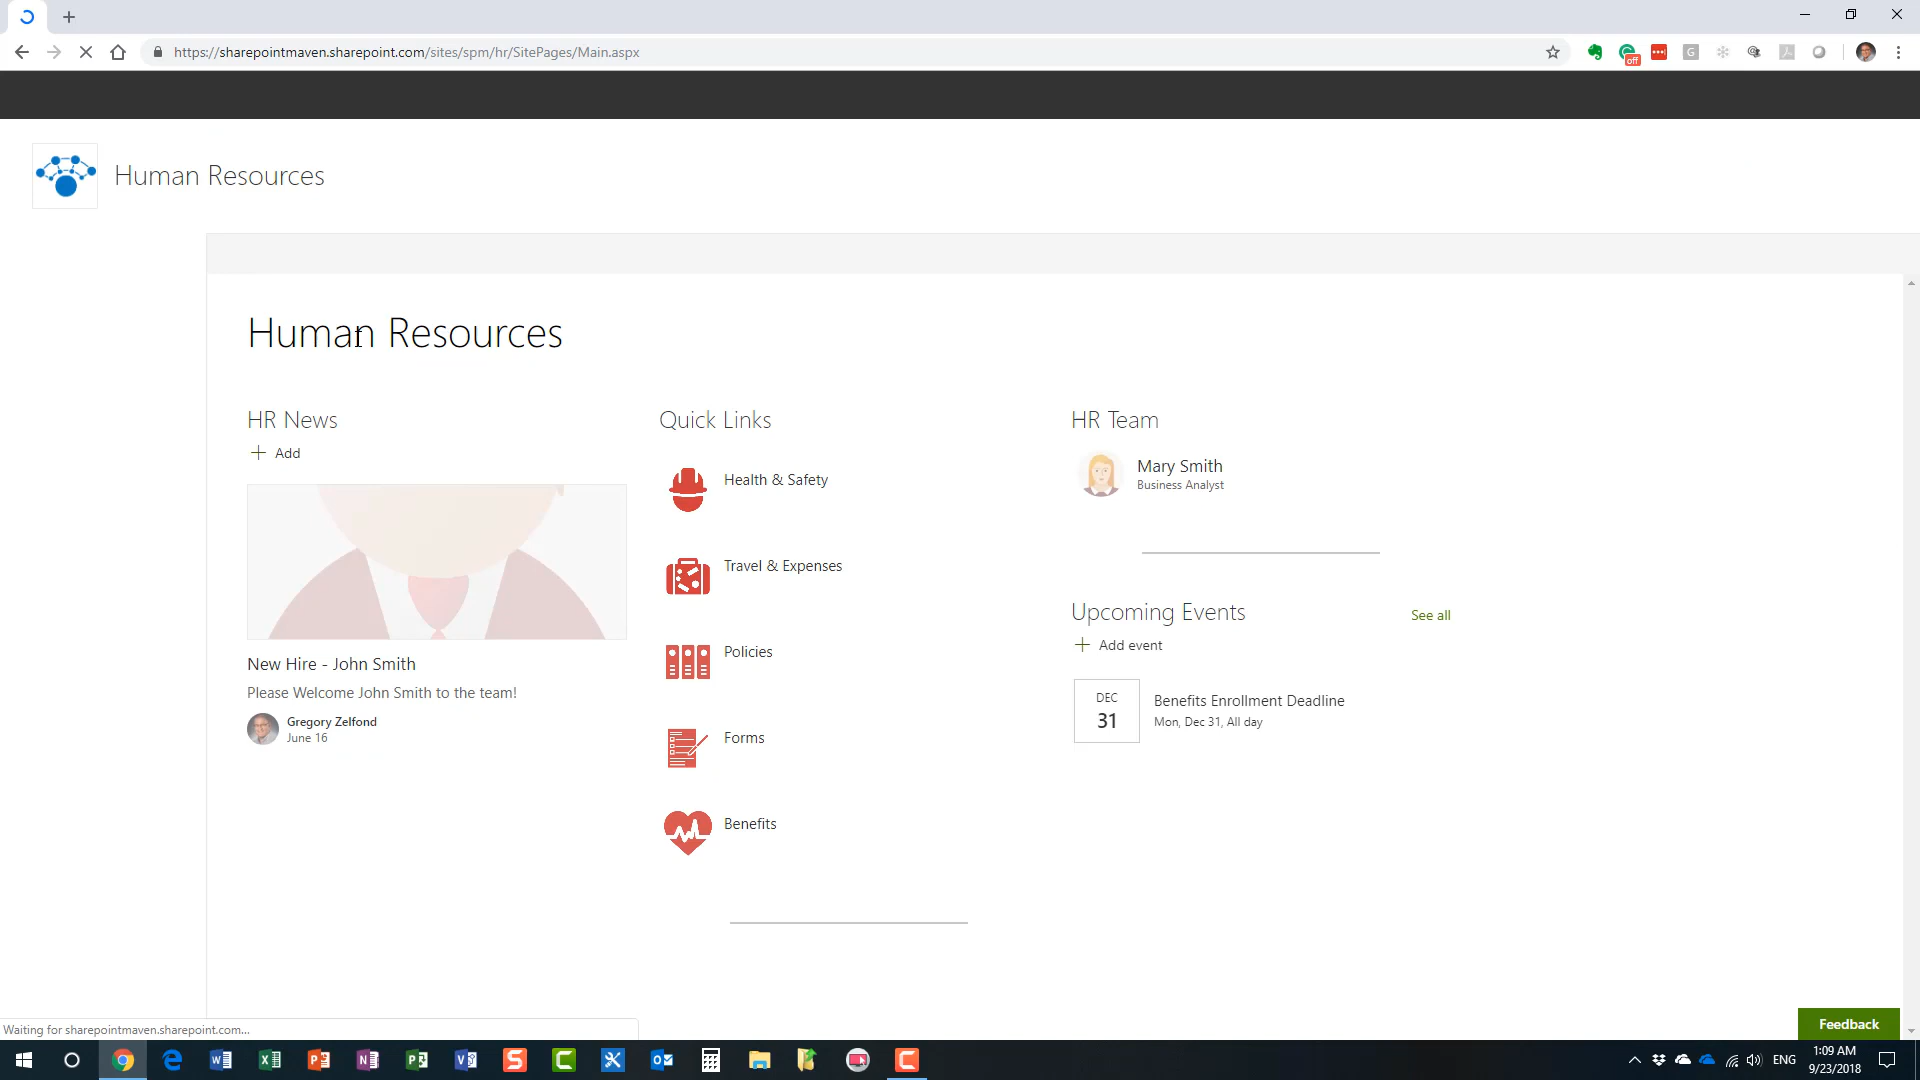 https://sharepointmaven.sharepoint.com/sites/spm/hr/SitePages/Main.aspx
off
G
Human Resources
Human Resources
HR News
Add
New Hire - John Smith
Please Welcome John Smith to the team!
Gregory Zelfond
June 16
Quick Links
Health & Safety
Travel & Expenses
Policies
Forms
Benefits
HR Team
Mary Smith
Business Analyst
Upcoming Events
See all
Add event
DEC
31
Benefits Enrollment Deadline
Mon, Dec 31, All day
Feedback
Waiting for sharepointmaven.sharepoint.com...
ENG
1:09 AM
9/23/2018